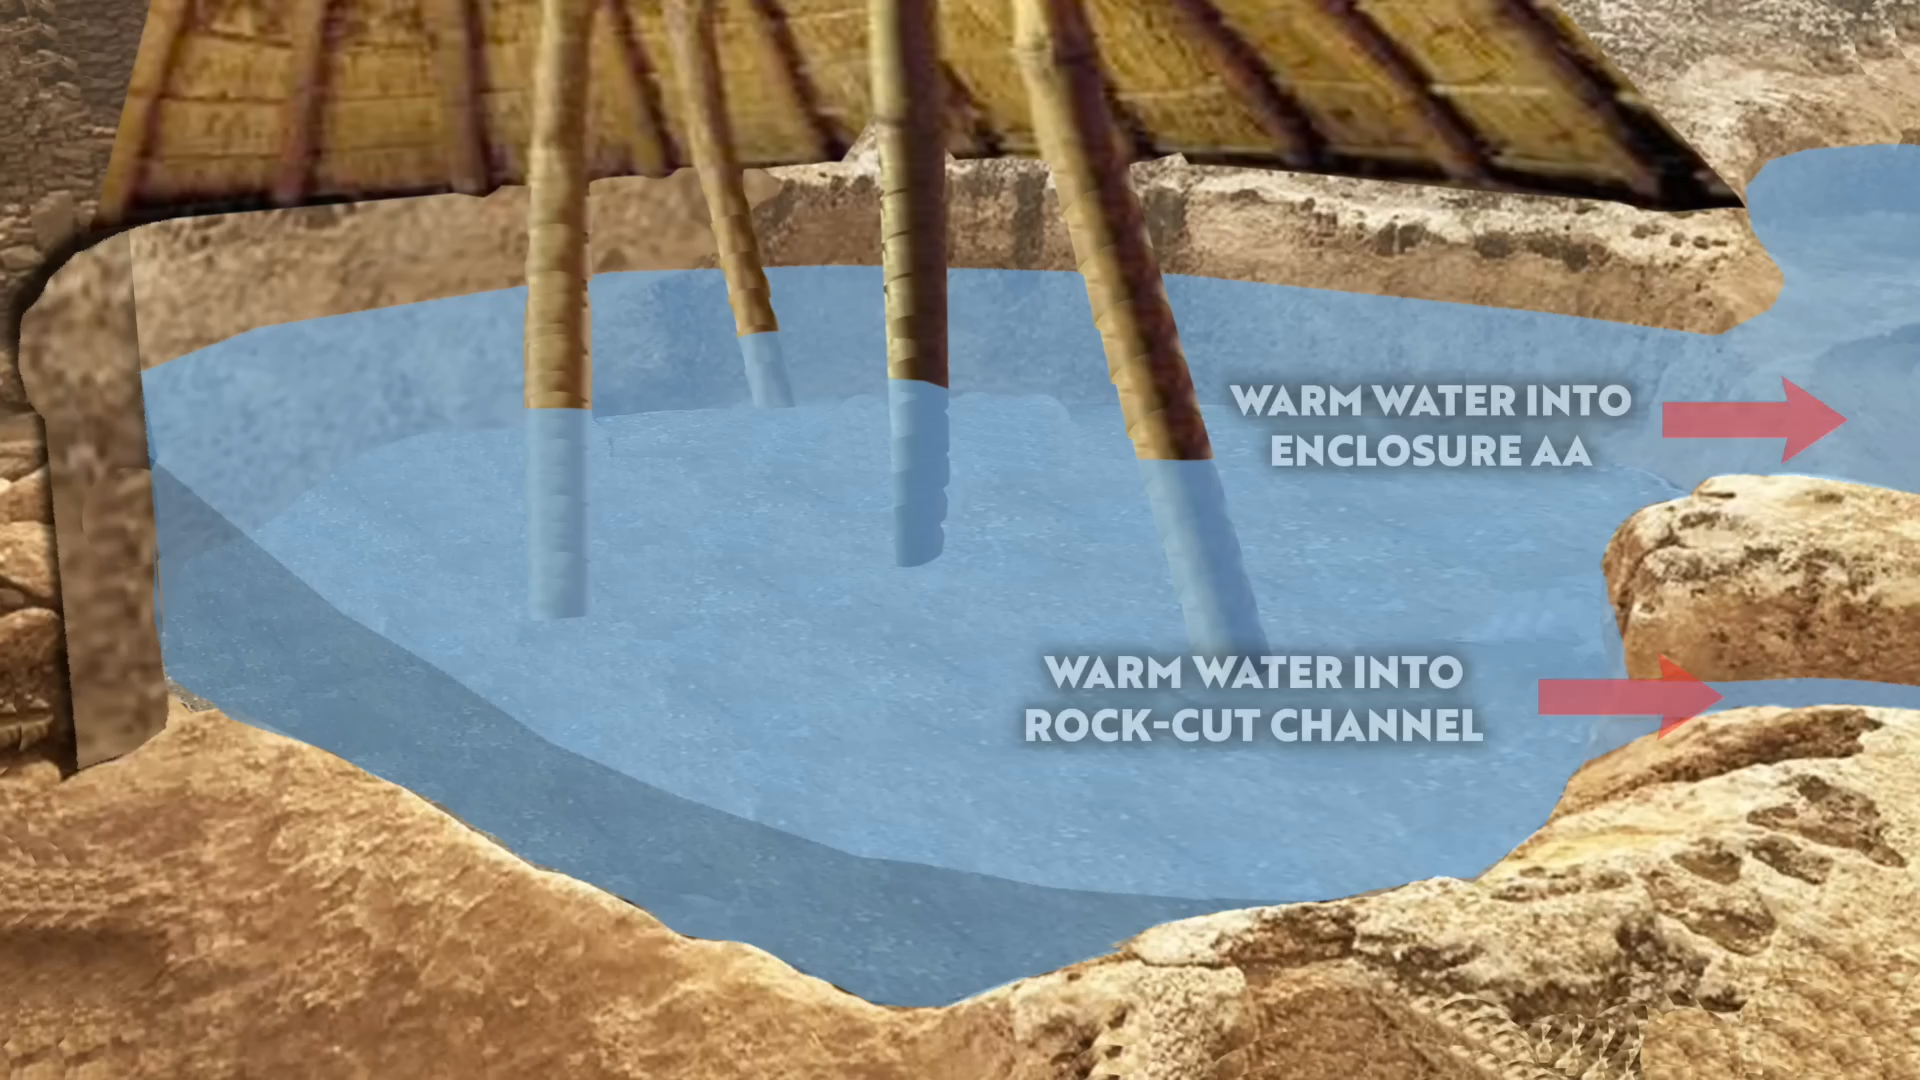 WARM WATER INTO
ENCLOSURE AA
WARM WATER INTO
ROCK-CUT CHANNEL